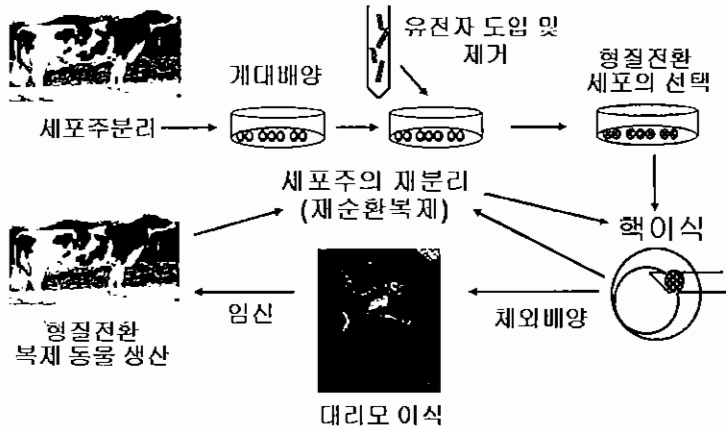 유전자 도입 및
제거
계대배양
형질전환
세포의 선택
세포주분리
세포주의 재분리
(재순환복제)
핵이식
임신
체외배양
형질전환
복제 동물 생산
대리모 이식